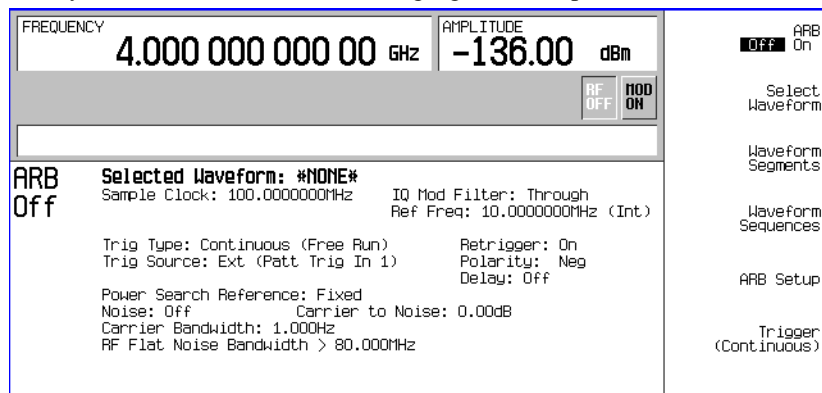 FREQUENCY
4.000 000 000 00 GHz
AMPLITUDE
-136.00 dBm
RF OFF
MOD ON
ARB Off
Selected Waveform: *NONE*
Sample Clock: 100.0000000MHz IQ Mod Filter: Through
Ref Freq: 10.0000000MHz (Int)
Trig Type: Continuous (Free Run) Retrigger: On
Trig Source: Ext (Patt Trig In 1) Polarity: Neg
Delay: Off
Power Search Reference: Fixed
Noise: Off Carrier to Noise: 0.00dB
Carrier Bandwidth: 1.000Hz
RF Flat Noise Bandwidth > 80.000MHz
ARB
Off On
Select
Waveform
Waveform
Segments
Waveform
Sequences
ARB Setup
Trigger
(Continuous)